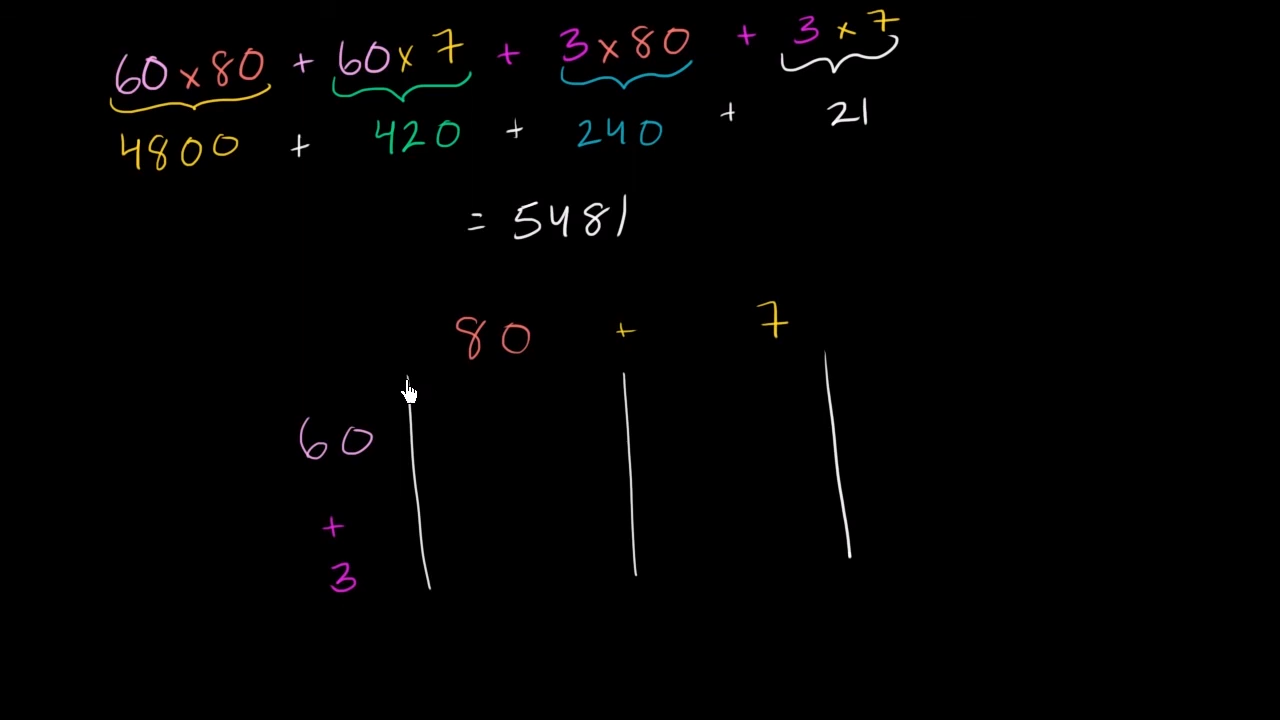 60 x 80 + 60 x 7 + 3 x 80 + 3 x 7
4800 + 420 + 240 + 21
= 5481
80 + 7
60
+
3